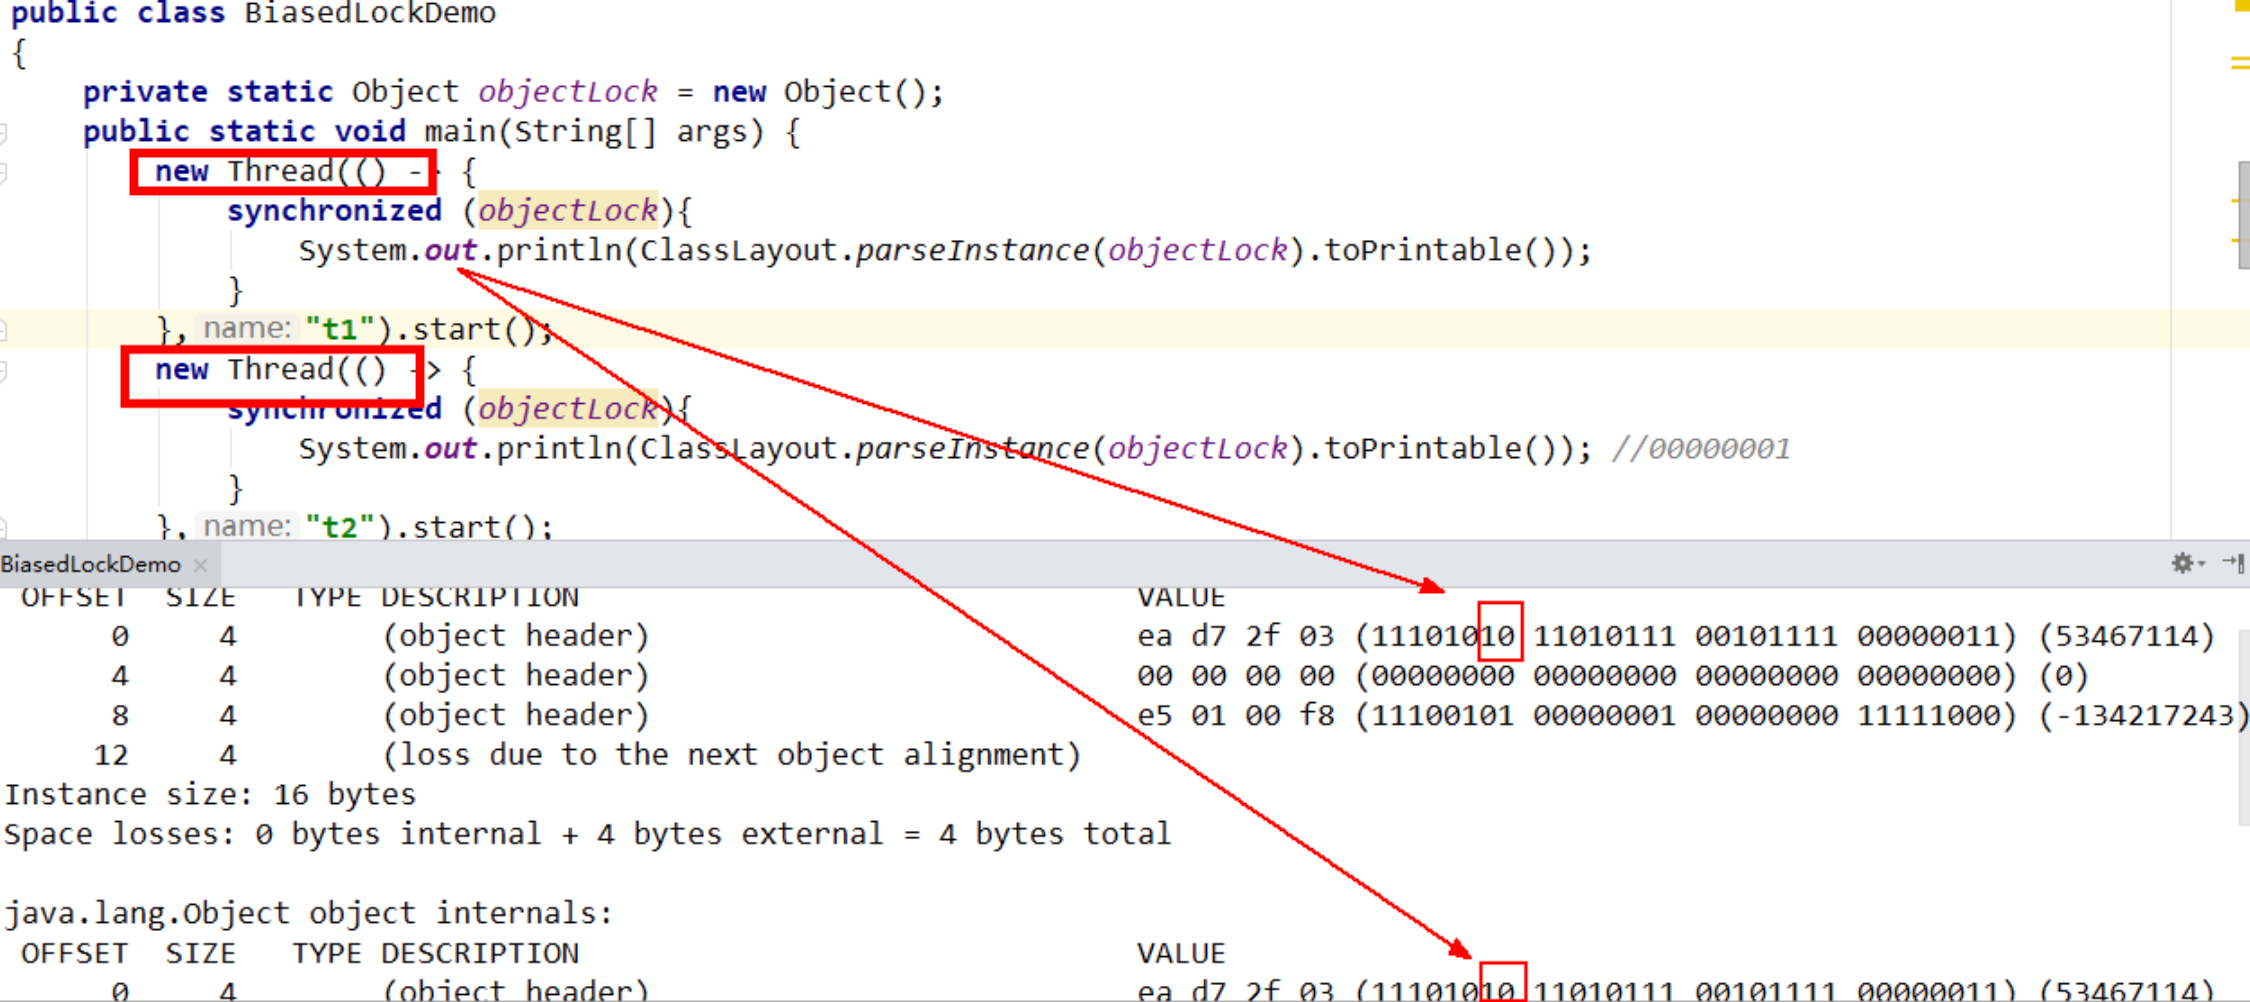 public class BiasedLockDemo
{
private static Object objectLock = new Object();
public static void main(String[] args) {
new Thread(() -> {
synchronized (objectLock){
System.out.println(ClassLayout.parseInstance(objectLock).toPrintable());
}
}, name: "t1").start();
new Thread(() -> {
synchronized (objectLock){
System.out.println(ClassLayout.parseInstance(objectLock).toPrintable()); //00000001
}
}, name: "t2").start();
BiasedLockDemo ×
OFFSET SIZE TYPE DESCRIPTION VALUE
0 4 (object header) ea d7 2f 03 (11101010 11010111 00101111 00000011) (53467114)
4 4 (object header) 00 00 00 00 (00000000 00000000 00000000 00000000) (0)
8 4 (object header) e5 01 00 f8 (11100101 00000001 00000000 11111000) (-134217243)
12 4 (loss due to the next object alignment)
Instance size: 16 bytes
Space losses: 0 bytes internal + 4 bytes external = 4 bytes total
java.lang.Object object internals:
OFFSET SIZE TYPE DESCRIPTION VALUE
0 4 (object header) ea d7 2f 03 (11101010 11010111 00101111 00000011) (53467114)